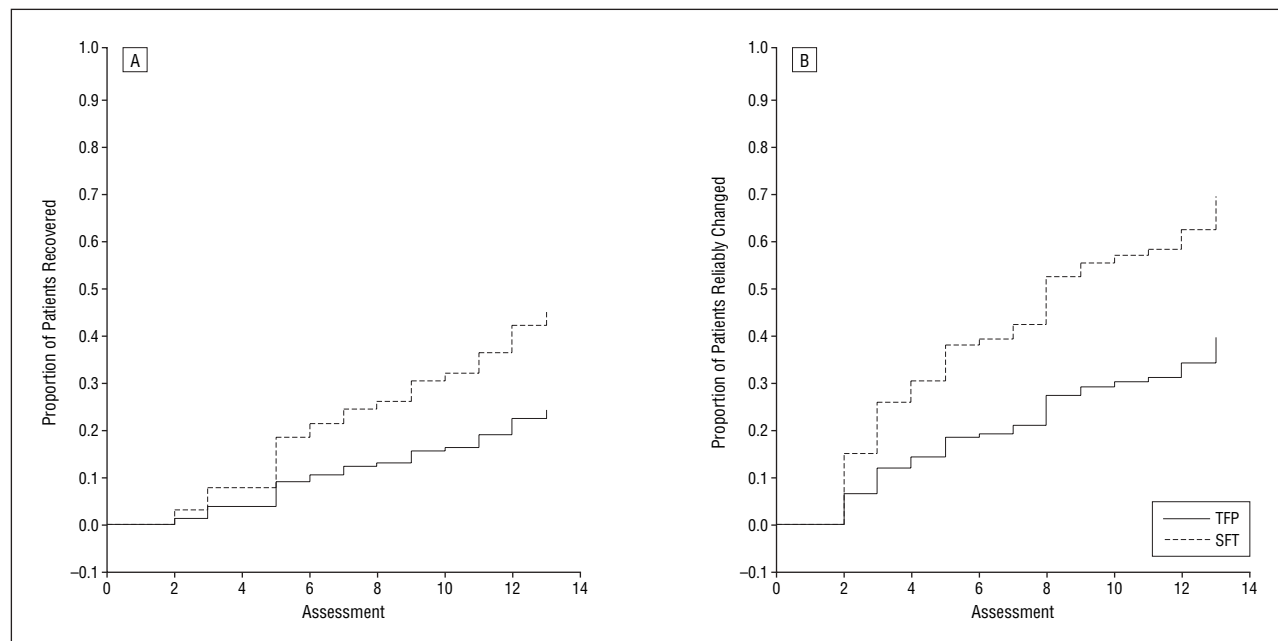 A
1.0
0.9
0.8
0.7
0.6
0.5
0.4
0.3
0.2
0.1
0.0
–0.1
Proportion of Patients Recovered
0 2 4 6 8 10 12 14
Assessment
B
1.0
0.9
0.8
0.7
0.6
0.5
0.4
0.3
0.2
0.1
0.0
–0.1
Proportion of Patients Reliably Changed
TFP
SFT
0 2 4 6 8 10 12 14
Assessment